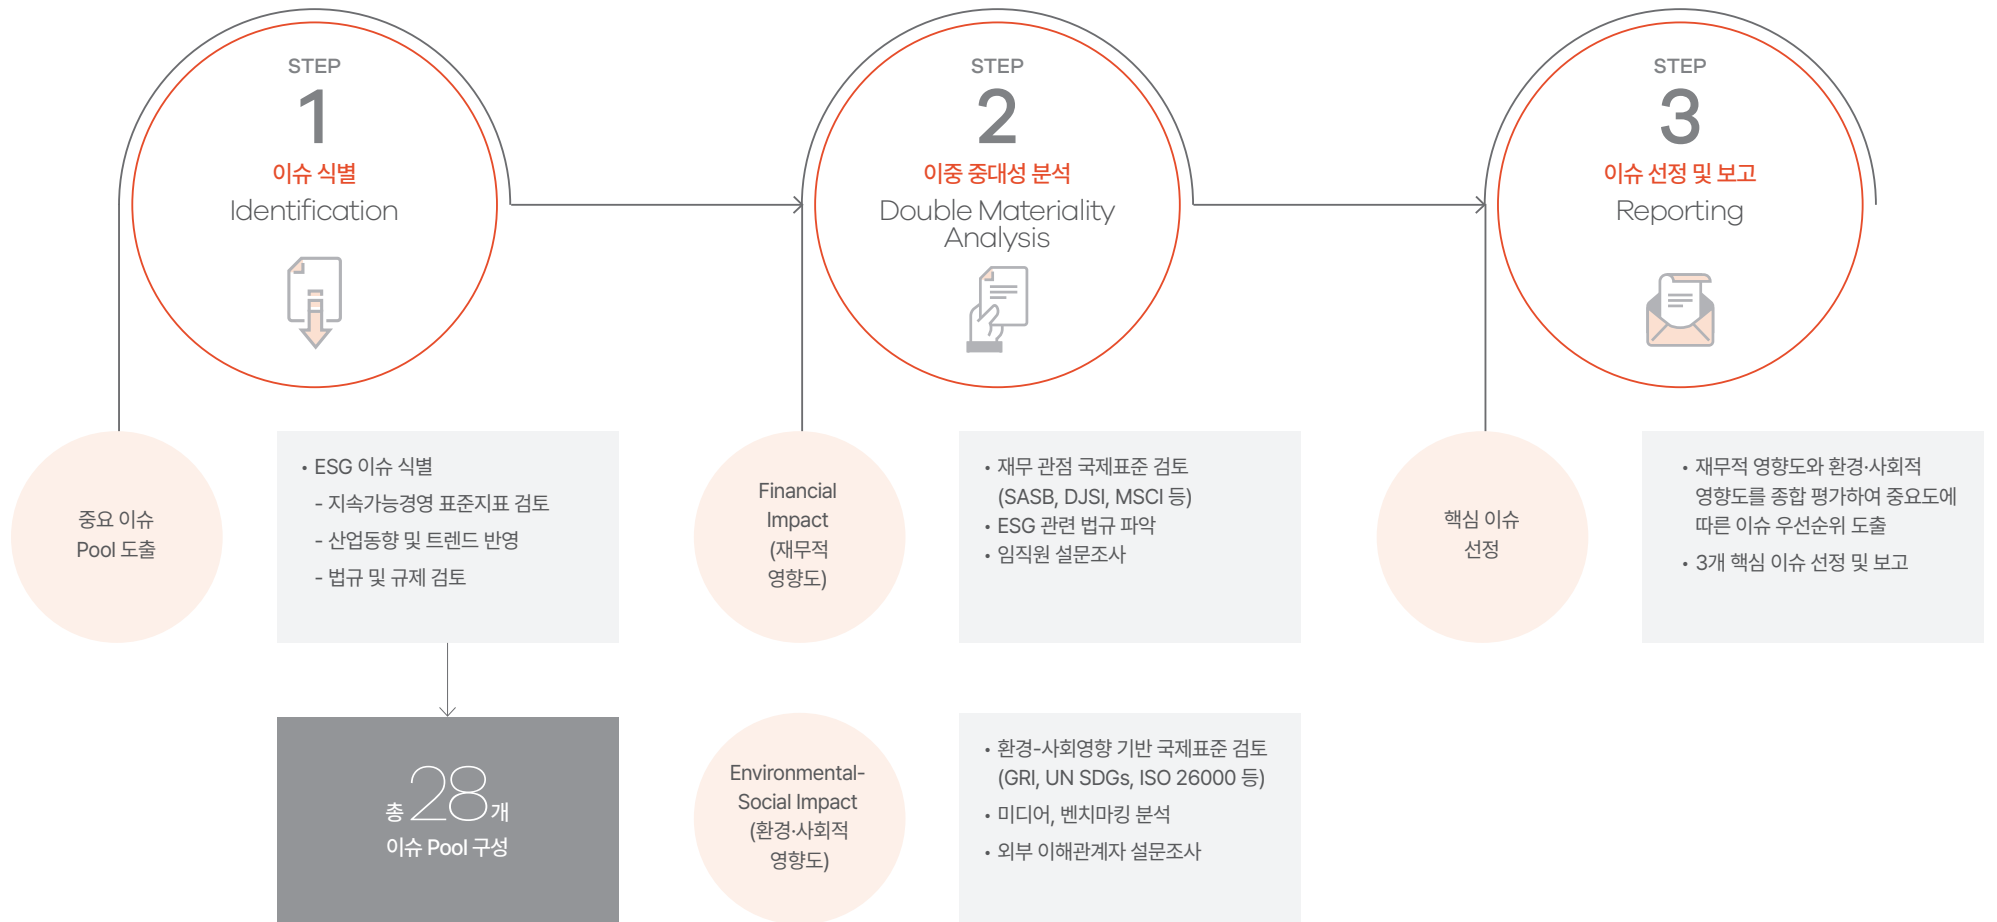 STEP
1
이슈 식별
Identification
중요 이슈
Pool 도출
• ESG 이슈 식별
- 지속가능경영 표준지표 검토
- 산업동향 및 트렌드 반영
- 법규 및 규제 검토
총 28개
이슈 Pool 구성
STEP
2
이중 중대성 분석
Double Materiality
Analysis
Financial
Impact
(재무적
영향도)
• 재무 관점 국제표준 검토
(SASB, DJSI, MSCI 등)
• ESG 관련 법규 파악
• 임직원 설문조사
Environmental-
Social Impact
(환경·사회적
영향도)
• 환경-사회영향 기반 국제표준 검토
(GRI, UN SDGs, ISO 26000 등)
• 미디어, 벤치마킹 분석
• 외부 이해관계자 설문조사
STEP
3
이슈 선정 및 보고
Reporting
핵심 이슈
선정
• 재무적 영향도와 환경·사회적
영향도를 종합 평가하여 중요도에
따른 이슈 우선순위 도출
• 3개 핵심 이슈 선정 및 보고